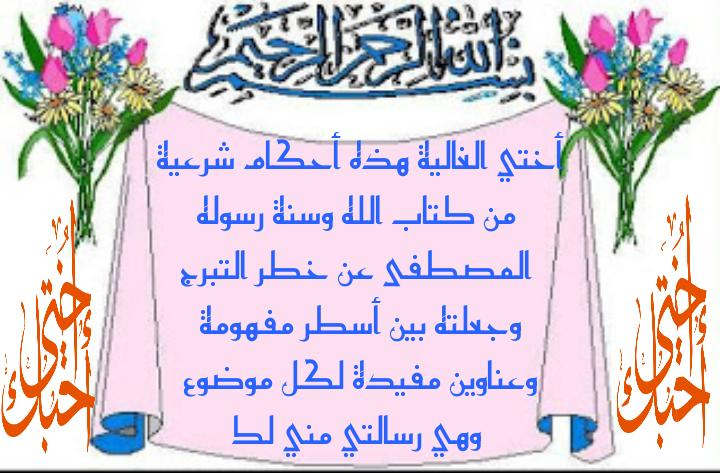 بسم الله الرحمن الرحيم
أختي الغالية هذه أحكام شرعية
من كتاب الله وسنة رسوله
المصطفى عن خطر التبرج
وجعلته بين أسطر مفهومة
وعناوين مفيدة لكل موضوع
وهي رسالتي مني لك
أختي
أحبك
أختي
أحبك